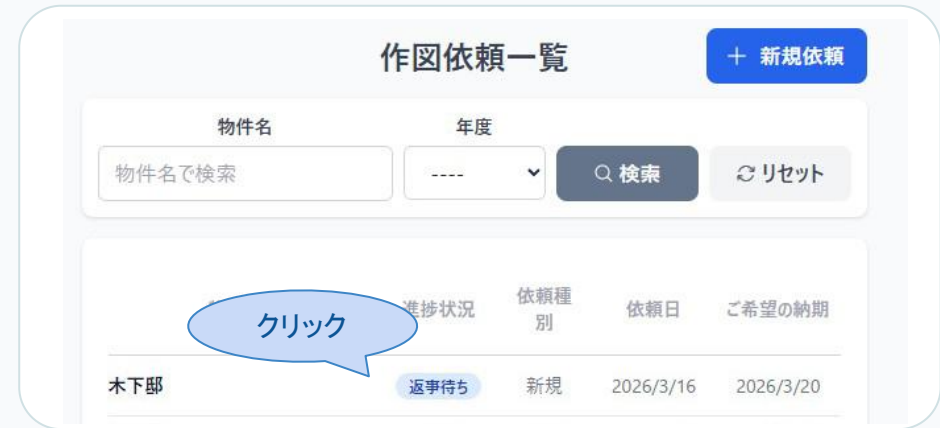 作図依頼一覧
新規依頼
物件名
年度
物件名で検索
----
検索
リセット
進捗状況
依頼種別
依頼日
ご希望の納期
クリック
木下邸
返事待ち
新規
2026/3/16
2026/3/20